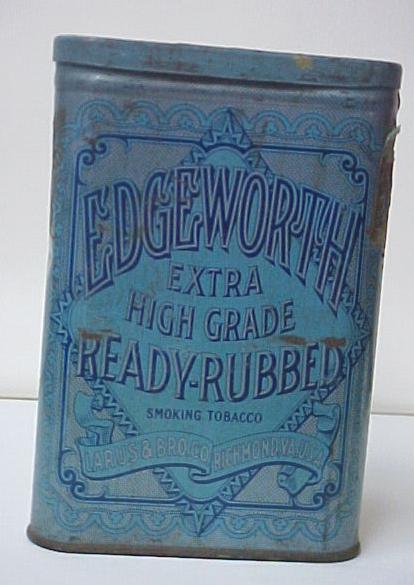 EDGEWORTH
EXTRA
HIGH GRADE
READY-RUBBED
SMOKING TOBACCO
LARUS & BRO. CO. RICHMOND, VA. U.S.A.